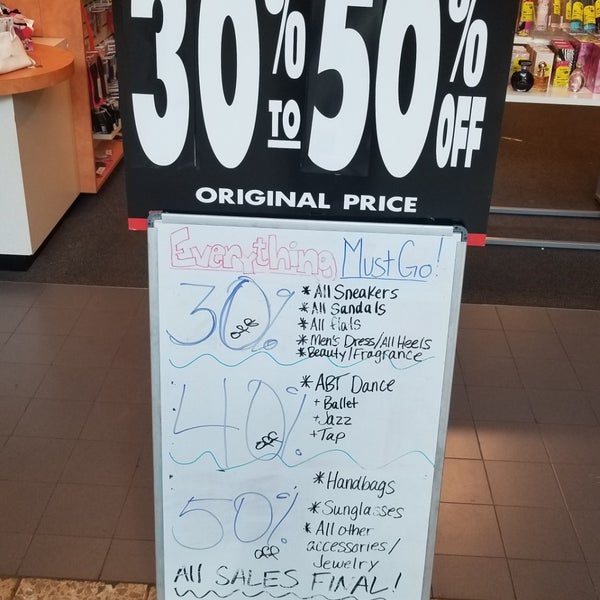 30% TO 50% OFF
ORIGINAL PRICE
Everything Must Go!
30% off
* All Sneakers
* All Sandals
* All flats
* Men's Dress/All Heels
* Beauty/Fragrance
40% off
* ABT Dance
+ Ballet
+ Jazz
+ Tap
50% off
* Handbags
* Sunglasses
* All other
accessories/
Jewelry
All SALES FINAL!